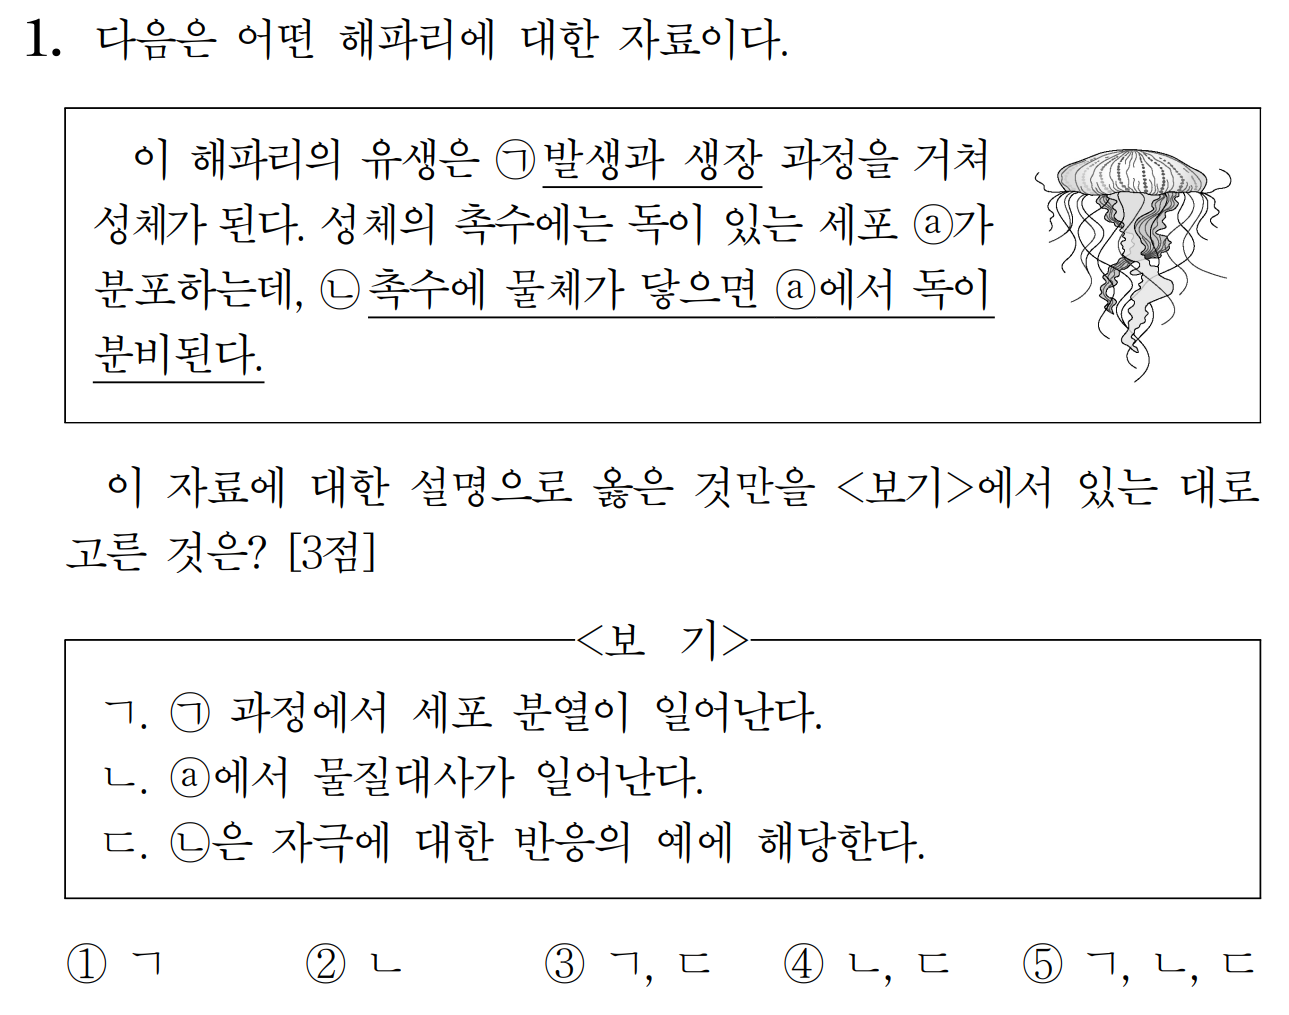 1. 다음은 어떤 해파리에 대한 자료이다.
이 해파리의 유생은 ㉠발생과 생장 과정을 거쳐
성체가 된다. 성체의 촉수에는 독이 있는 세포 ⓐ가
분포하는데, ㉡촉수에 물체가 닿으면 ⓐ에서 독이
분비된다.
이 자료에 대한 설명으로 옳은 것만을 <보기>에서 있는 대로
고른 것은? [3점]
<보 기>
ㄱ. ㉠ 과정에서 세포 분열이 일어난다.
ㄴ. ⓐ에서 물질대사가 일어난다.
ㄷ. ㉡은 자극에 대한 반응의 예에 해당한다.
① ㄱ ② ㄴ ③ ㄱ, ㄷ ④ ㄴ, ㄷ ⑤ ㄱ, ㄴ, ㄷ